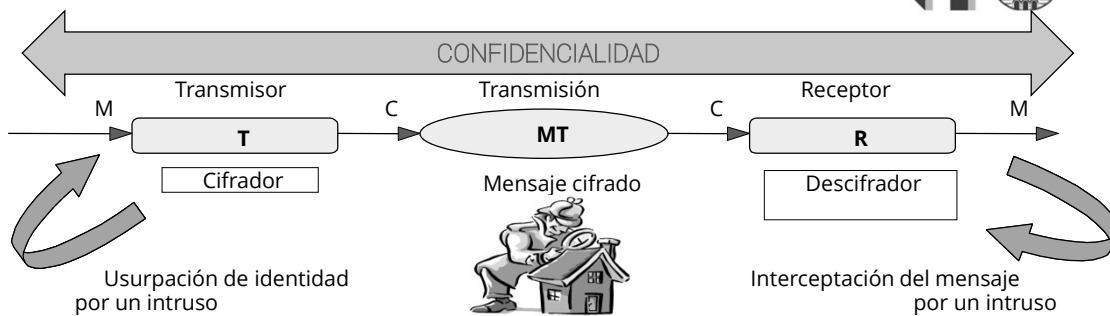 CONFIDENCIALIDAD
Transmisor
Transmisión
Receptor
M
C
C
M
T
MT
R
Cifrador
Mensaje cifrado
Descifrador
Usurpación de identidad
por un intruso
Interceptación del mensaje
por un intruso